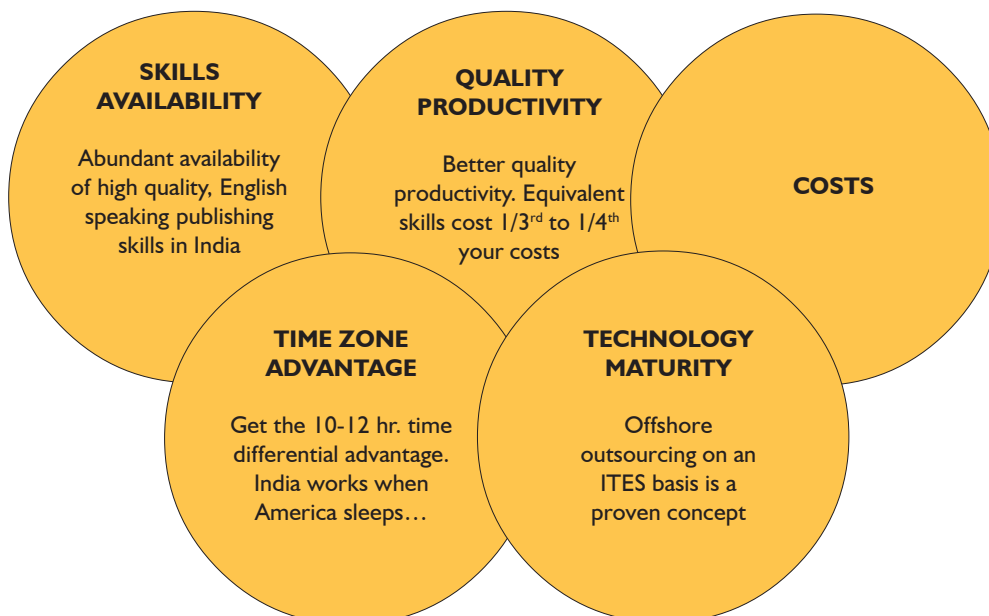 SKILLS
AVAILABILITY
Abundant availability
of high quality, English
speaking publishing
skills in India
QUALITY
PRODUCTIVITY
Better quality
productivity. Equivalent
skills cost 1/3rd to 1/4th
your costs
COSTS
TIME ZONE
ADVANTAGE
Get the 10-12 hr. time
differential advantage.
India works when
America sleeps…
TECHNOLOGY
MATURITY
Offshore
outsourcing on an
ITES basis is a
proven concept